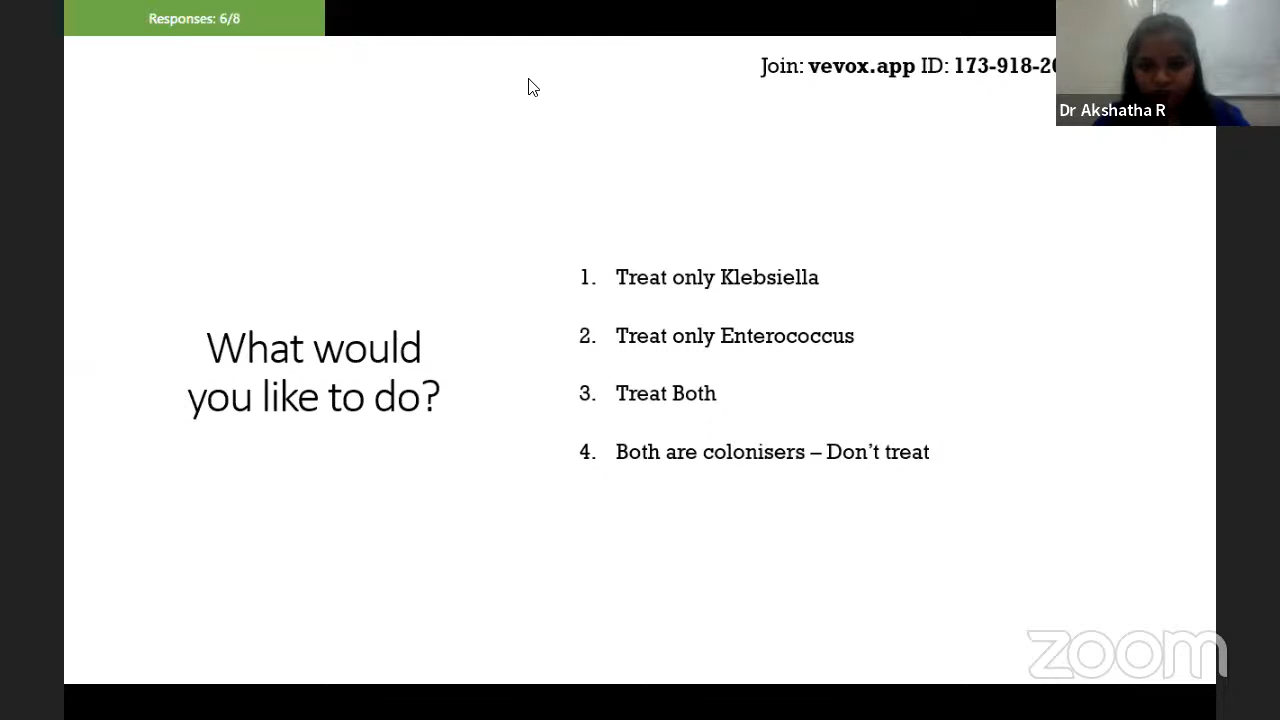 Responses: 6/8
Join: vevox.app ID: 173-918-20
Dr Akshatha R
What would
you like to do?
1. Treat only Klebsiella
2. Treat only Enterococcus
3. Treat Both
4. Both are colonisers – Don't treat
zoom